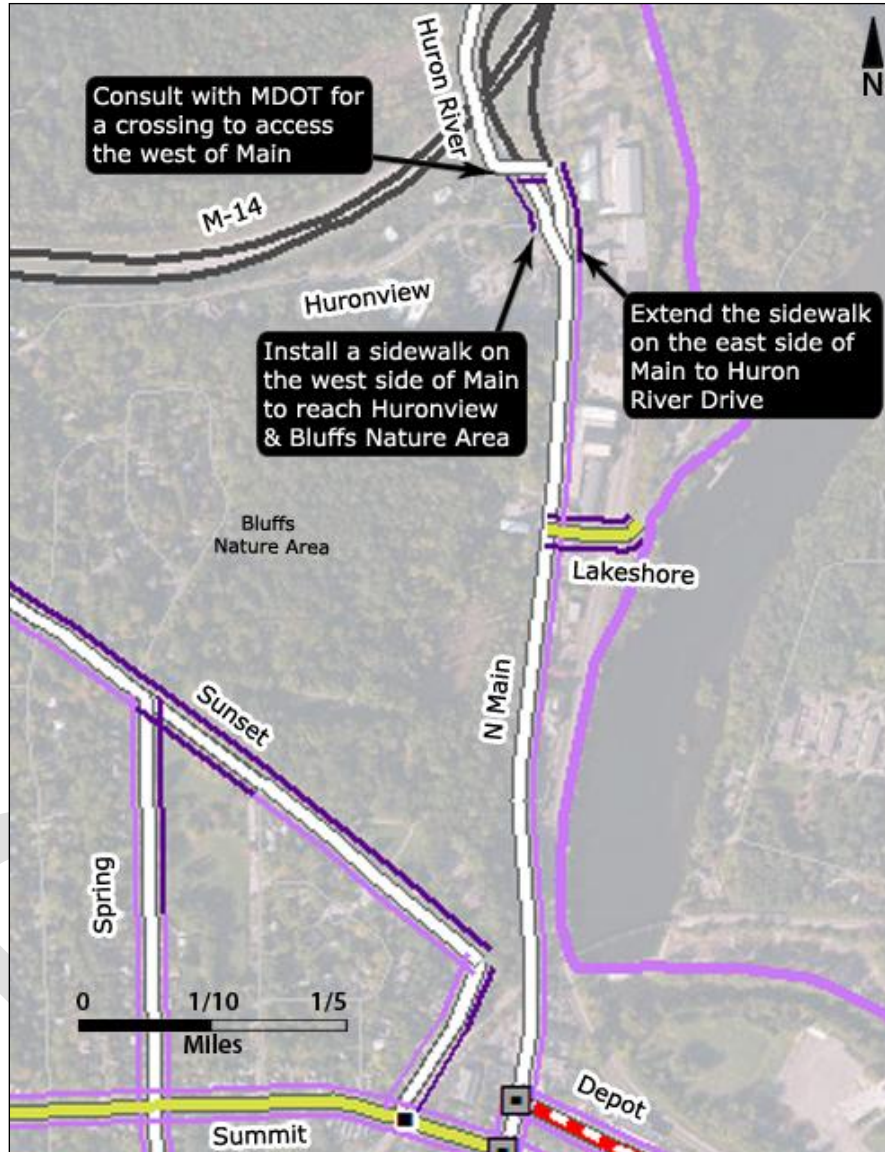 Huron River
N
Consult with MDOT for
a crossing to access
the west of Main
M-14
Huronview
Install a sidewalk on
the west side of Main
to reach Huronview
& Bluffs Nature Area
Extend the sidewalk
on the east side of
Main to Huron
River Drive
Bluffs
Nature Area
Lakeshore
N Main
Sunset
Spring
0 1/10 1/5
Miles
Depot
Summit